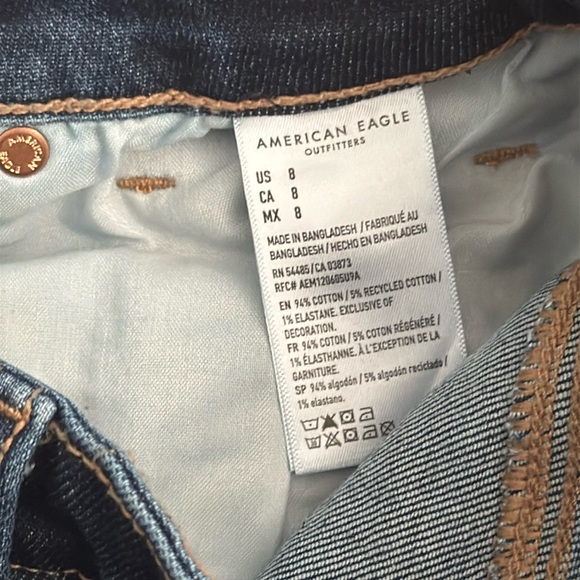 AMERICAN EAGLE
OUTFITTERS
US 8
CA 8
MX 8
MADE IN BANGLADESH / FABRIQUÉ AU
BANGLADESH / HECHO EN BANGLADESH
RN 54485/CA 03873
RFC# AEM120605U9A
EN 94% COTTON / 5% RECYCLED COTTON /
1% ELASTANE. EXCLUSIVE OF
DECORATION.
FR 94% COTON / 5% COTON RÉGÉNÉRÉ /
1% ÉLASTHANNE. À L'EXCEPTION DE LA
GARNITURE.
SP 94% algodón / 5% algodón reciclado /
1% elastano.
AMERICAN